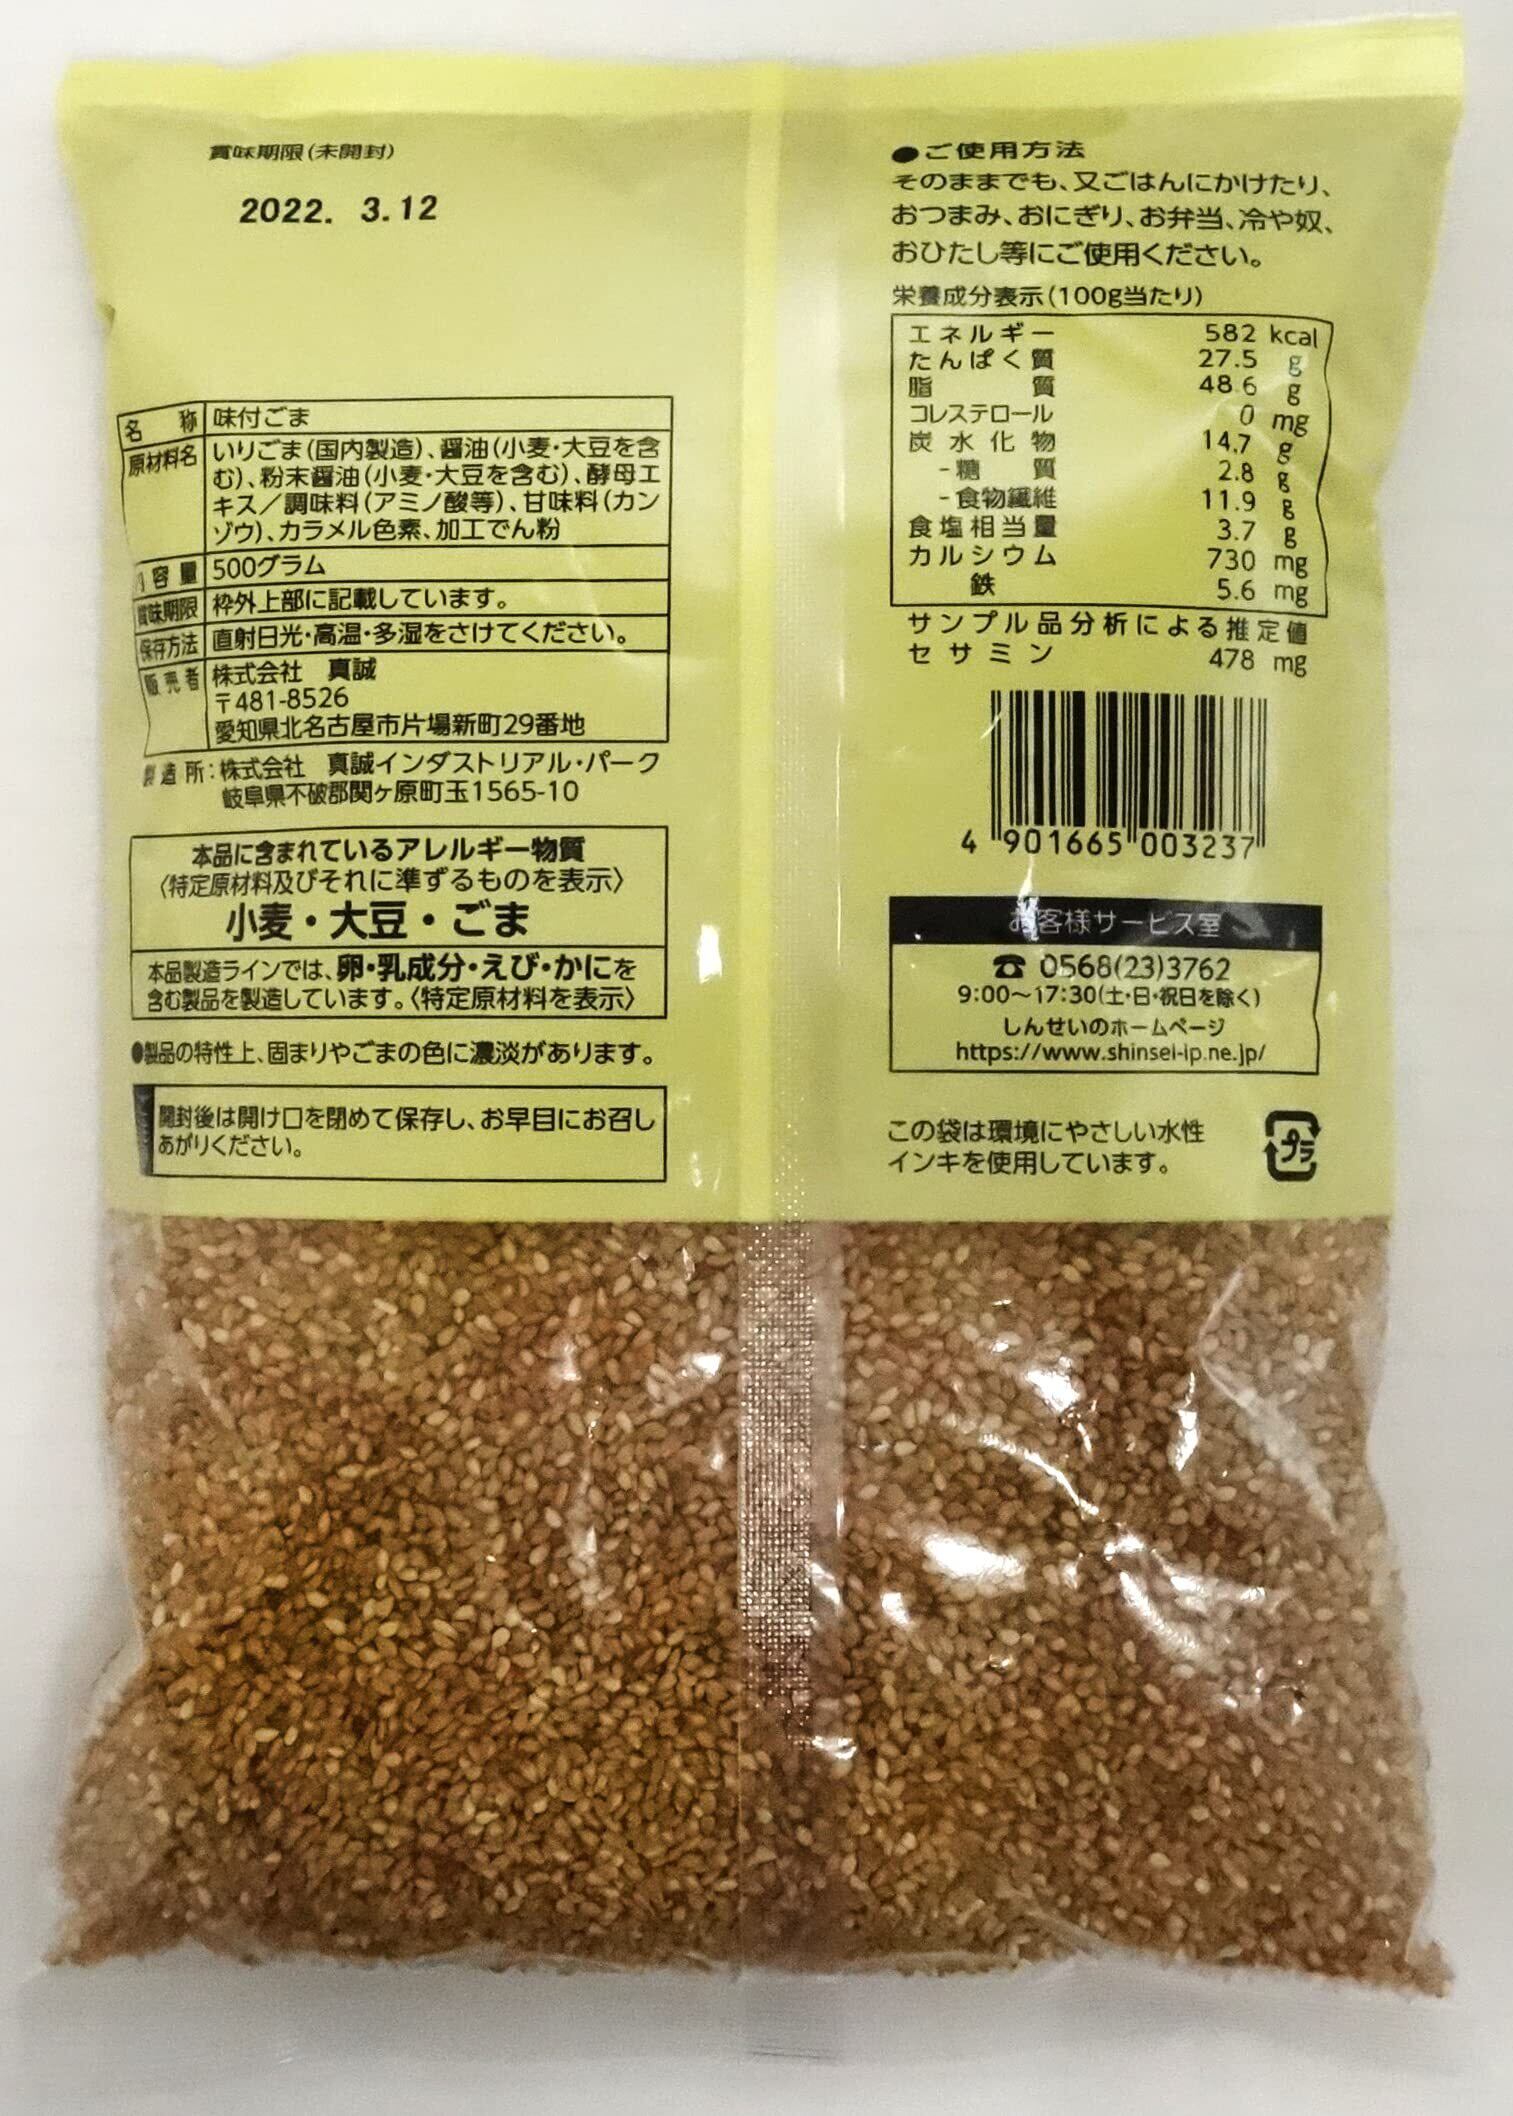 賞味期限(未開封)
2022. 3.12
名 称 味付ごま
原材料名 いりごま(国内製造)、醤油(小麦・大豆を含
む)、粉末醤油(小麦・大豆を含む)、酵母エ
キス/調味料(アミノ酸等)、甘味料(カン
ゾウ)、カラメル色素、加工でん粉
内容量 500グラム
賞味期限 枠外上部に記載しています。
保存方法 直射日光・高温・多湿をさけてください。
販売者 株式会社 真誠
〒481-8526
愛知県北名古屋市片場新町29番地
製造所:株式会社 真誠インダストリアル・パーク
岐阜県不破郡関ヶ原町玉1565-10
本品に含まれているアレルギー物質
〈特定原材料及びそれに準ずるものを表示〉
小麦・大豆・ごま
本品製造ラインでは、卵・乳成分・えび・かにを
含む製品を製造しています。〈特定原材料を表示〉
●製品の特性上、固まりやごまの色に濃淡があります。
開封後は開け口を閉めて保存し、お早目にお召し
あがりください。
●ご使用方法
そのままでも、又ごはんにかけたり、
おつまみ、おにぎり、お弁当、冷や奴、
おひたし等にご使用ください。
栄養成分表示(100g当たり)
エネルギー 582 kcal
たんぱく質 27.5 g
脂質 48.6 g
コレステロール 0 mg
炭水化物 14.7 g
-糖質 2.8 g
-食物繊維 11.9 g
食塩相当量 3.7 g
カルシウム 730 mg
鉄 5.6 mg
サンプル品分析による推定値
セサミン 478 mg
4 901665 003237
お客様サービス室
☎ 0568(23)3762
9:00〜17:30(土・日・祝日を除く)
しんせいのホームページ
https://www.shinsei-ip.ne.jp/
この袋は環境にやさしい水性
インキを使用しています。
プラ